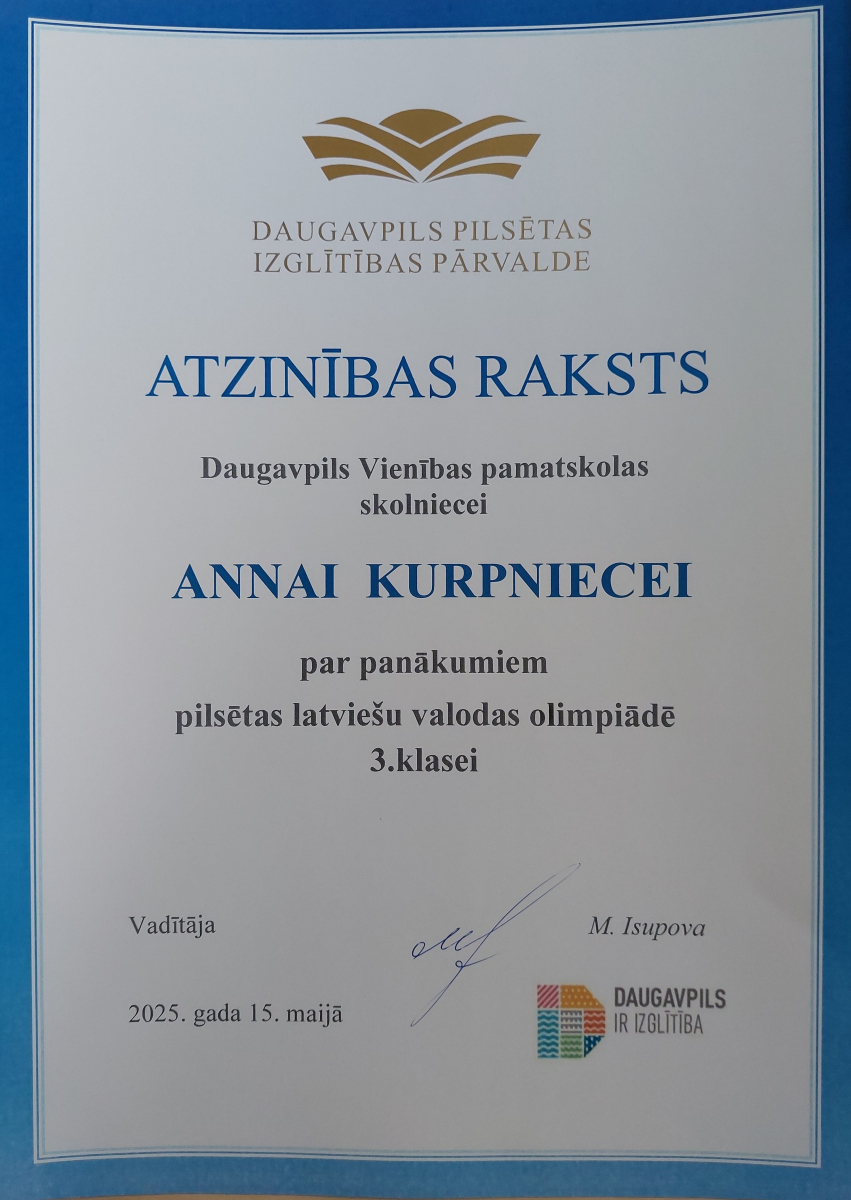 DAUGAVPILS PILSĒTAS
IZGLĪTĪBAS PĀRVALDE
ATZINĪBAS RAKSTS
Daugavpils Vienības pamatskolas
skolniecei
ANNAI KURPNIECEI
par panākumiem
pilsētas latviešu valodas olimpiādē
3.klasei
Vadītāja
M. Isupova
2025. gada 15. maijā
DAUGAVPILS
IR IZGLĪTĪBA